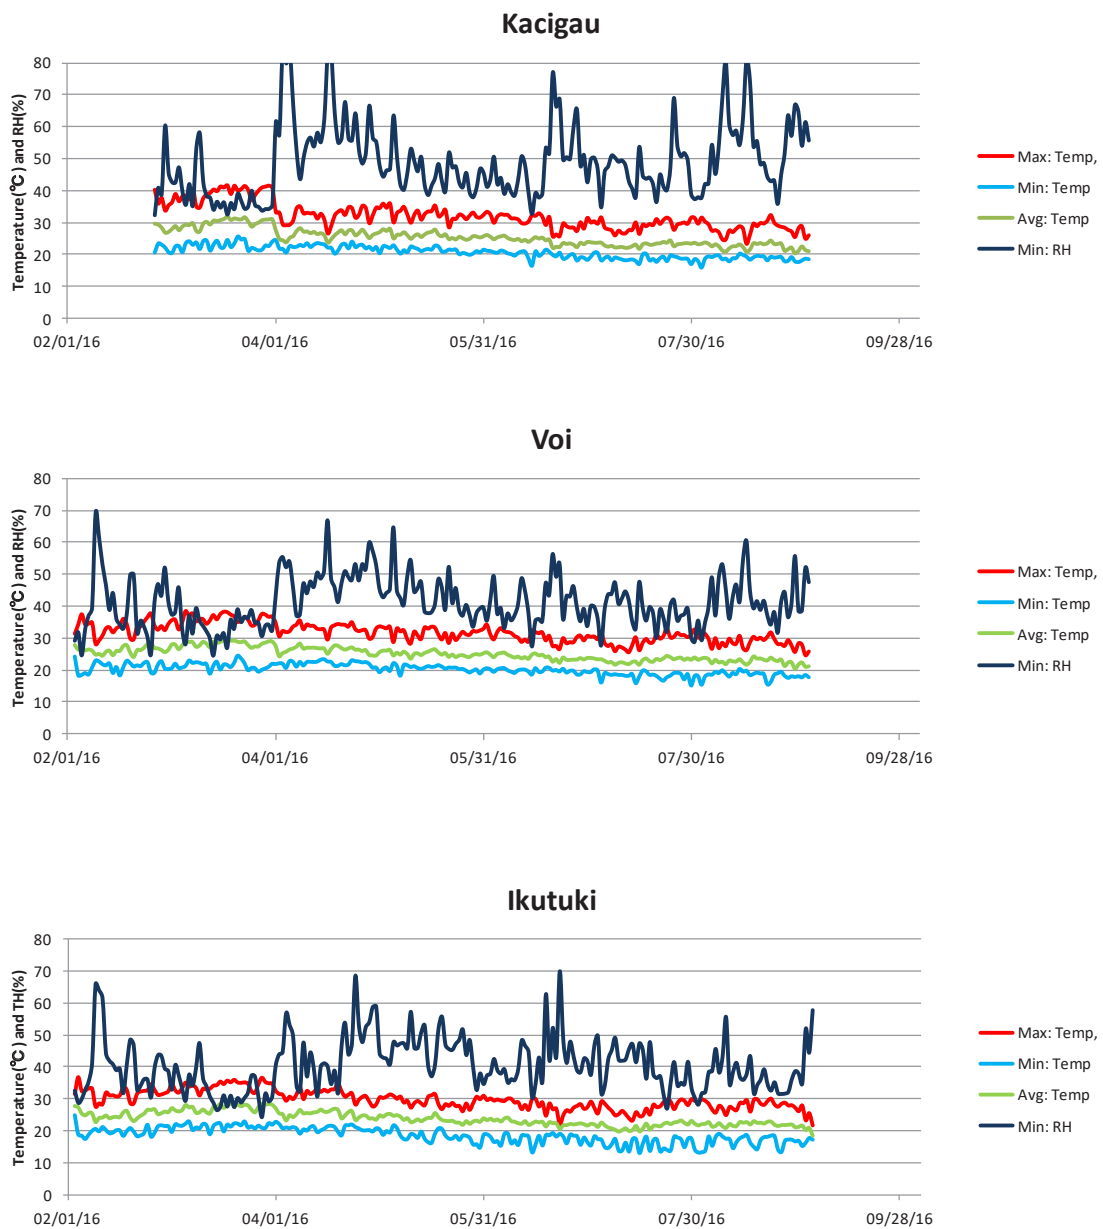 Kacigau
Temperature(℃) and RH(%)
80
70
60
50
40
30
20
10
0
02/01/16 04/01/16 05/31/16 07/30/16 09/28/16
Max: Temp,
Min: Temp
Avg: Temp
Min: RH
Voi
Temperature(℃) and RH(%)
80
70
60
50
40
30
20
10
0
02/01/16 04/01/16 05/31/16 07/30/16 09/28/16
Max: Temp,
Min: Temp
Avg: Temp
Min: RH
Ikutuki
Temperature(℃) and TH(%)
80
70
60
50
40
30
20
10
0
02/01/16 04/01/16 05/31/16 07/30/16 09/28/16
Max: Temp,
Min: Temp
Avg: Temp
Min: RH